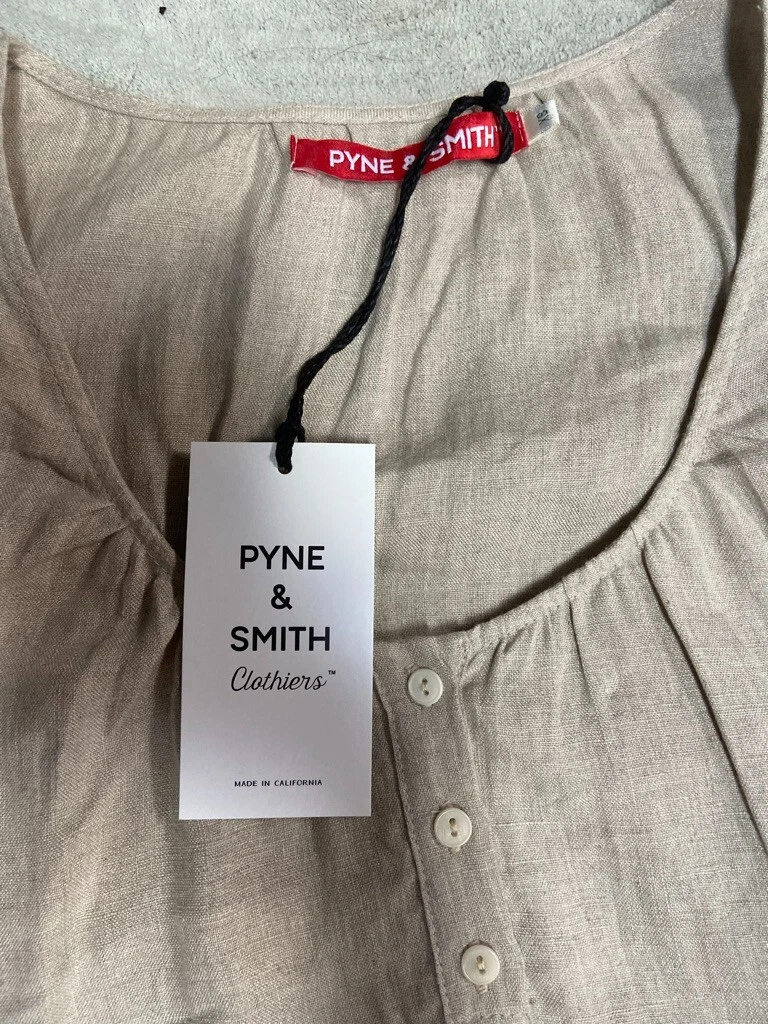 PYNE & SMITH
PYNE
&
SMITH
Clothiers™
MADE IN CALIFORNIA